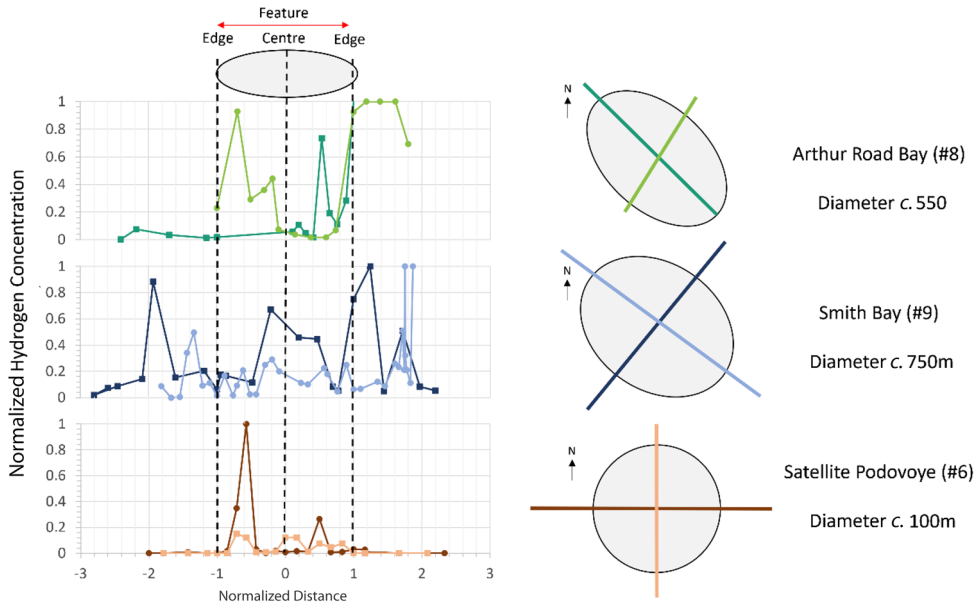 Feature
Edge Centre Edge
Normalized Hydrogen Concentration
1
0.8
0.6
0.4
0.2
0
1
0.8
0.6
0.4
0.2
0
1
0.8
0.6
0.4
0.2
0
-3 -2 -1 0 1 2 3
Normalized Distance
N
Arthur Road Bay (#8)
Diameter c. 550
N
Smith Bay (#9)
Diameter c. 750m
N
Satellite Podovoye (#6)
Diameter c. 100m